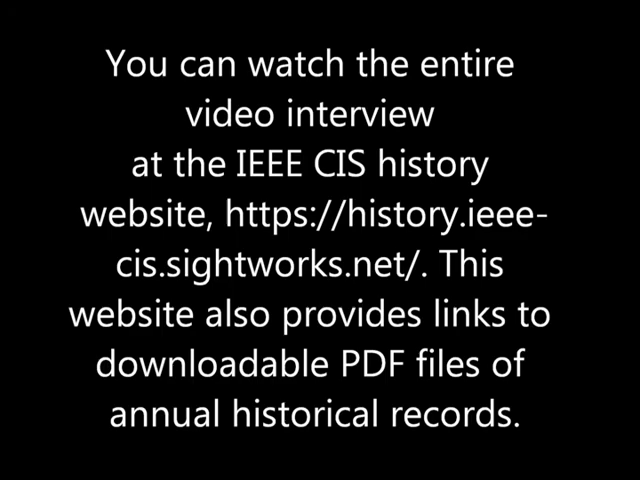 You can watch the entire
video interview
at the IEEE CIS history
website, https://history.ieee-
cis.sightworks.net/. This
website also provides links to
downloadable PDF files of
annual historical records.